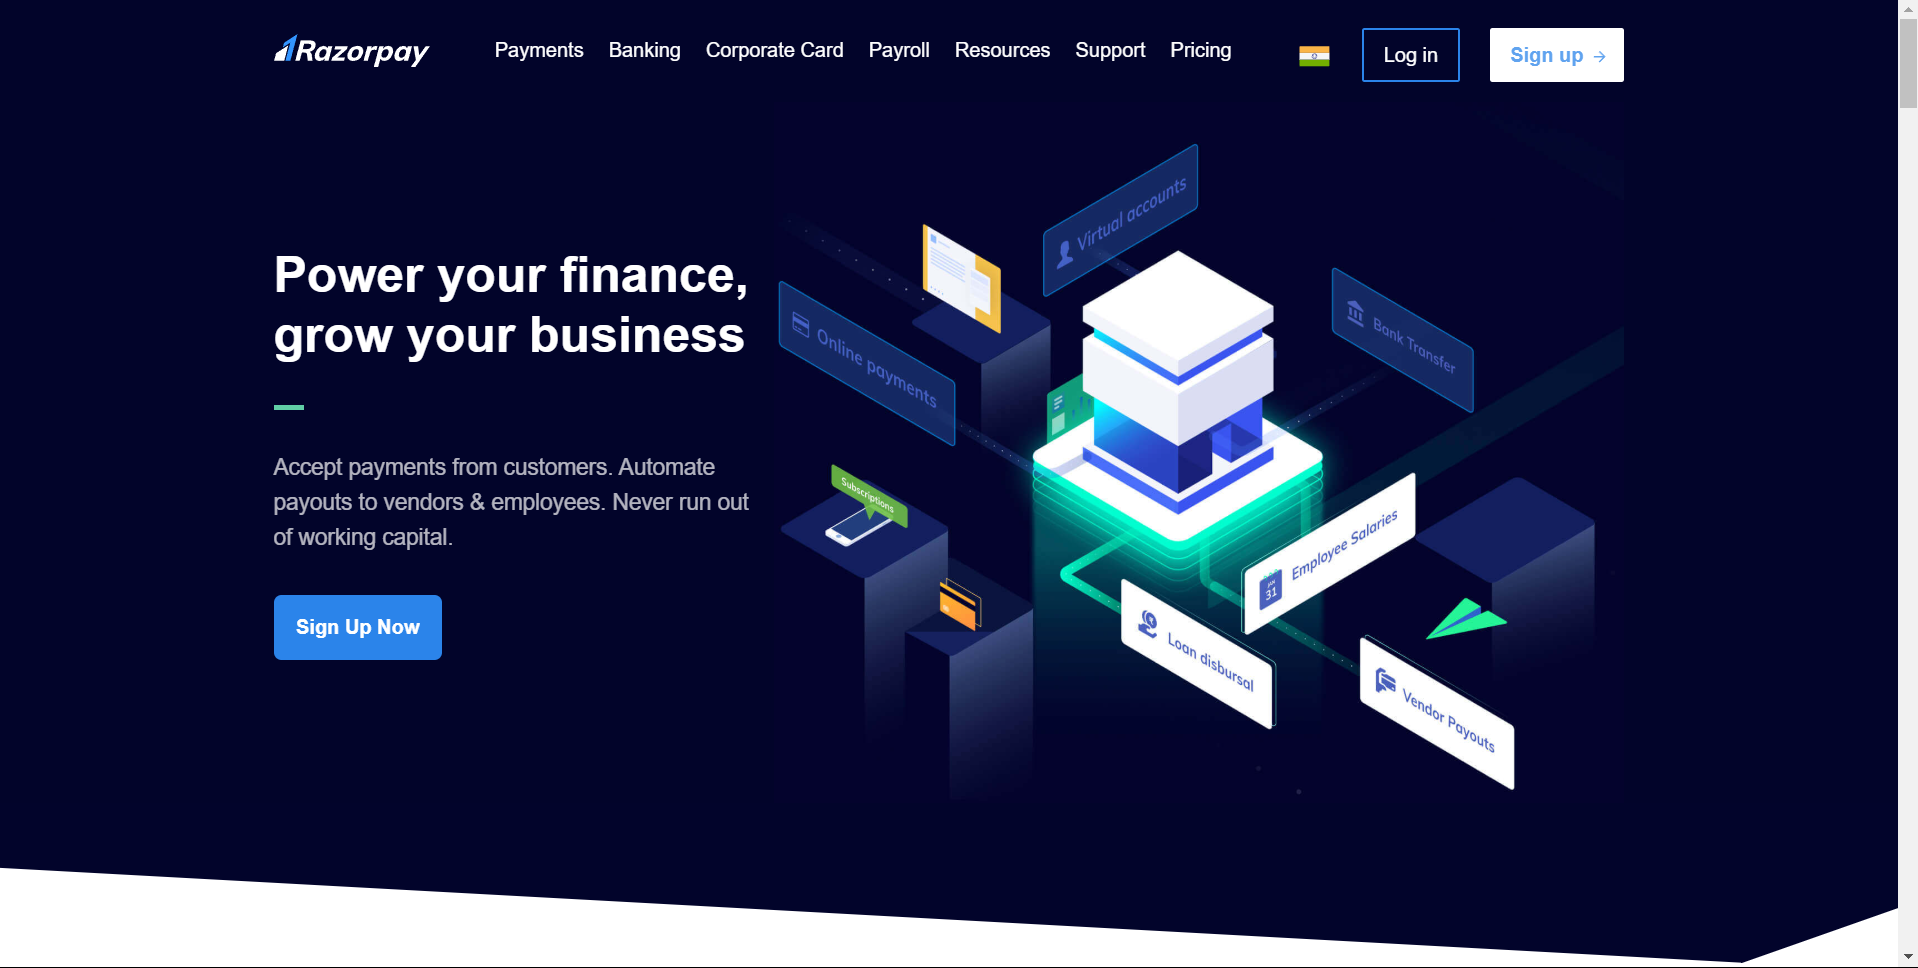 Razorpay
Payments
Banking
Corporate Card
Payroll
Resources
Support
Pricing
Log in
Sign up →
Power your finance,
grow your business
Accept payments from customers. Automate
payouts to vendors & employees. Never run out
of working capital.
Sign Up Now
Virtual accounts
Online payments
Bank Transfer
Subscriptions
Employee Salaries
JAN
31
Loan disbursal
Vendor Payouts